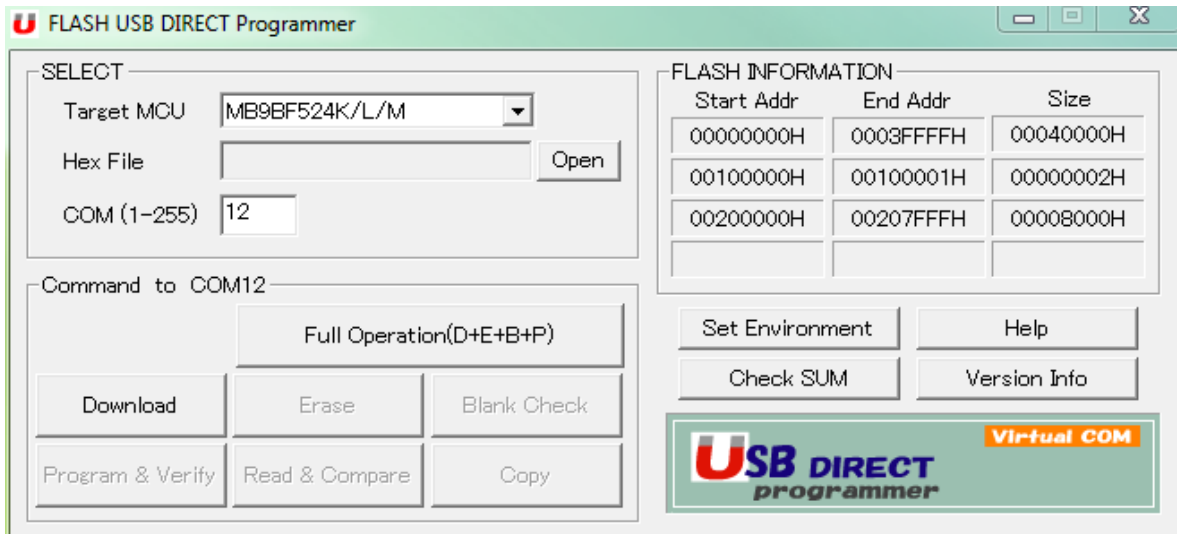 FLASH USB DIRECT Programmer
SELECT
Target MCU MB9BF524K/L/M
Hex File Open
COM (1-255) 12
Command to COM12
Full Operation(D+E+B+P)
Download Erase Blank Check
Program & Verify Read & Compare Copy
FLASH INFORMATION
Start Addr End Addr Size
00000000H 0003FFFFH 00040000H
00100000H 00100001H 00000002H
00200000H 00207FFFH 00008000H
Set Environment Help
Check SUM Version Info
Virtual COM
USB DIRECT
programmer